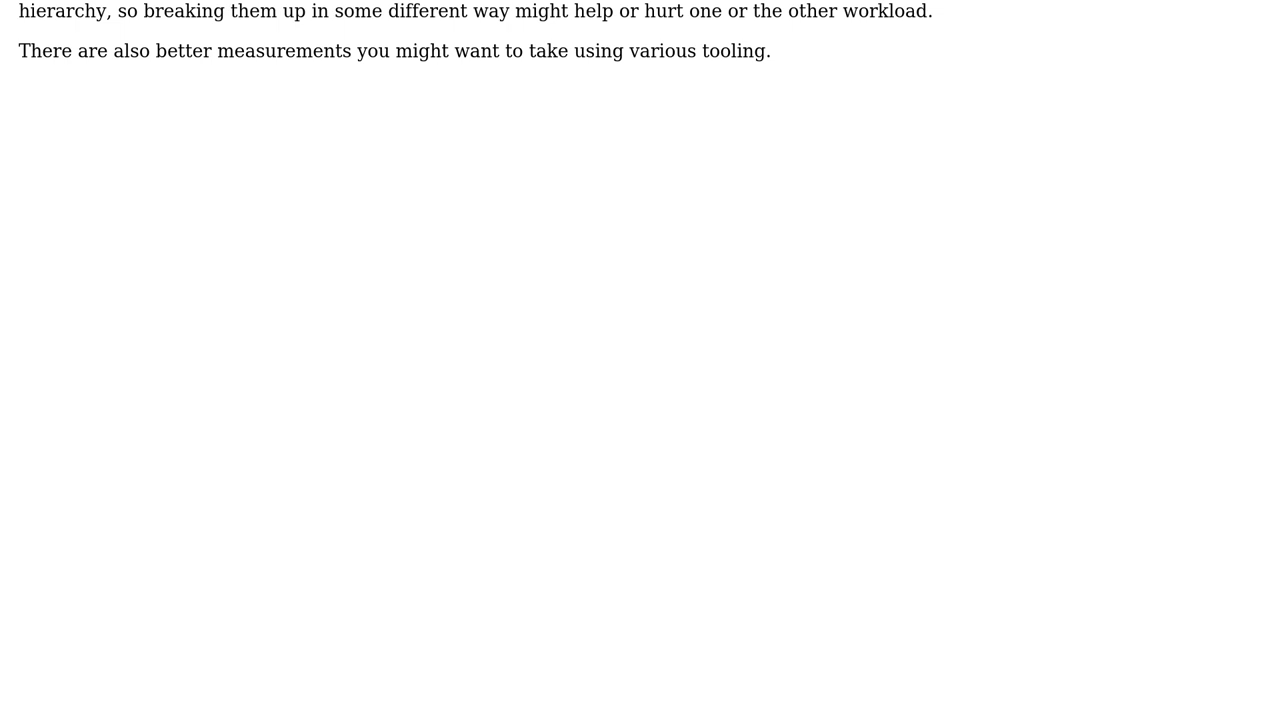 hierarchy, so breaking them up in some different way might help or hurt one or the other workload.
There are also better measurements you might want to take using various tooling.